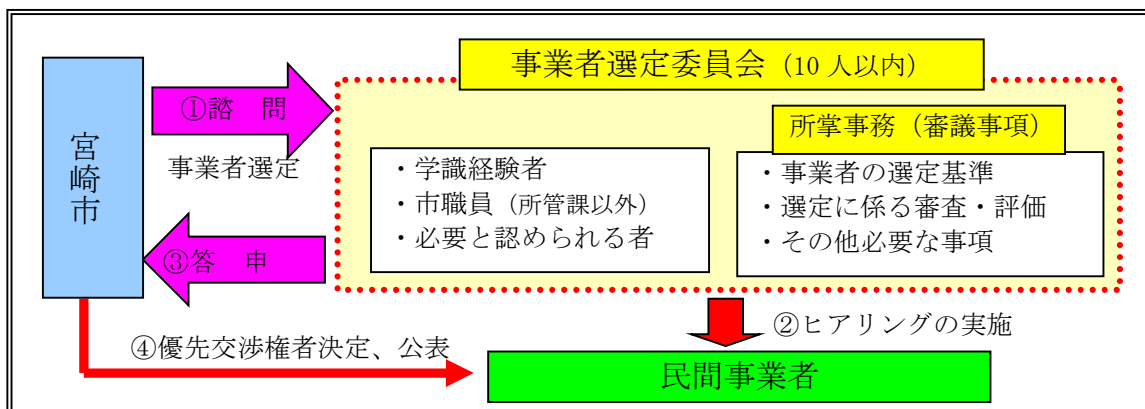 事業者選定委員会(10 人以内)
①諮 問
事業者選定
宮崎市
・学識経験者
・市職員(所管課以外)
・必要と認められる者
所掌事務(審議事項)
・事業者の選定基準
・選定に係る審査・評価
・その他必要な事項
③答 申
②ヒアリングの実施
④優先交渉権者決定、公表
民間事業者